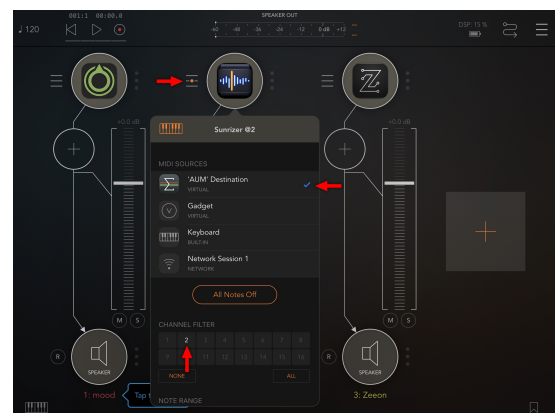 001:1 00:00.0
SPEAKER OUT
♩ 120
-60 -48 -36 -24 -12 0 dB +12
DSP: 15 %
Sunrizer @2
+0.0 dB
+0.0 dB
MIDI SOURCES
'AUM' Destination
VIRTUAL
Gadget
VIRTUAL
Keyboard
BUILT-IN
Network Session 1
NETWORK
All Notes Off
M S
M S
CHANNEL FILTER
1 2 3 4 5 6 7 8
9 11 12 13 14 15 16
R
R
SPEAKER
SPEAKER
NONE
ALL
1: mood
Tap
3: Zeeon
NOTE RANGE